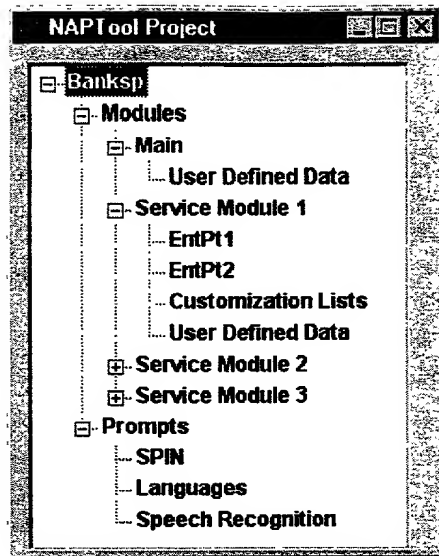 NAPTool Project
Banksp
Modules
Main
User Defined Data
Service Module 1
EntPt1
EntPt2
Customization Lists
User Defined Data
Service Module 2
Service Module 3
Prompts
SPIN
Languages
Speech Recognition